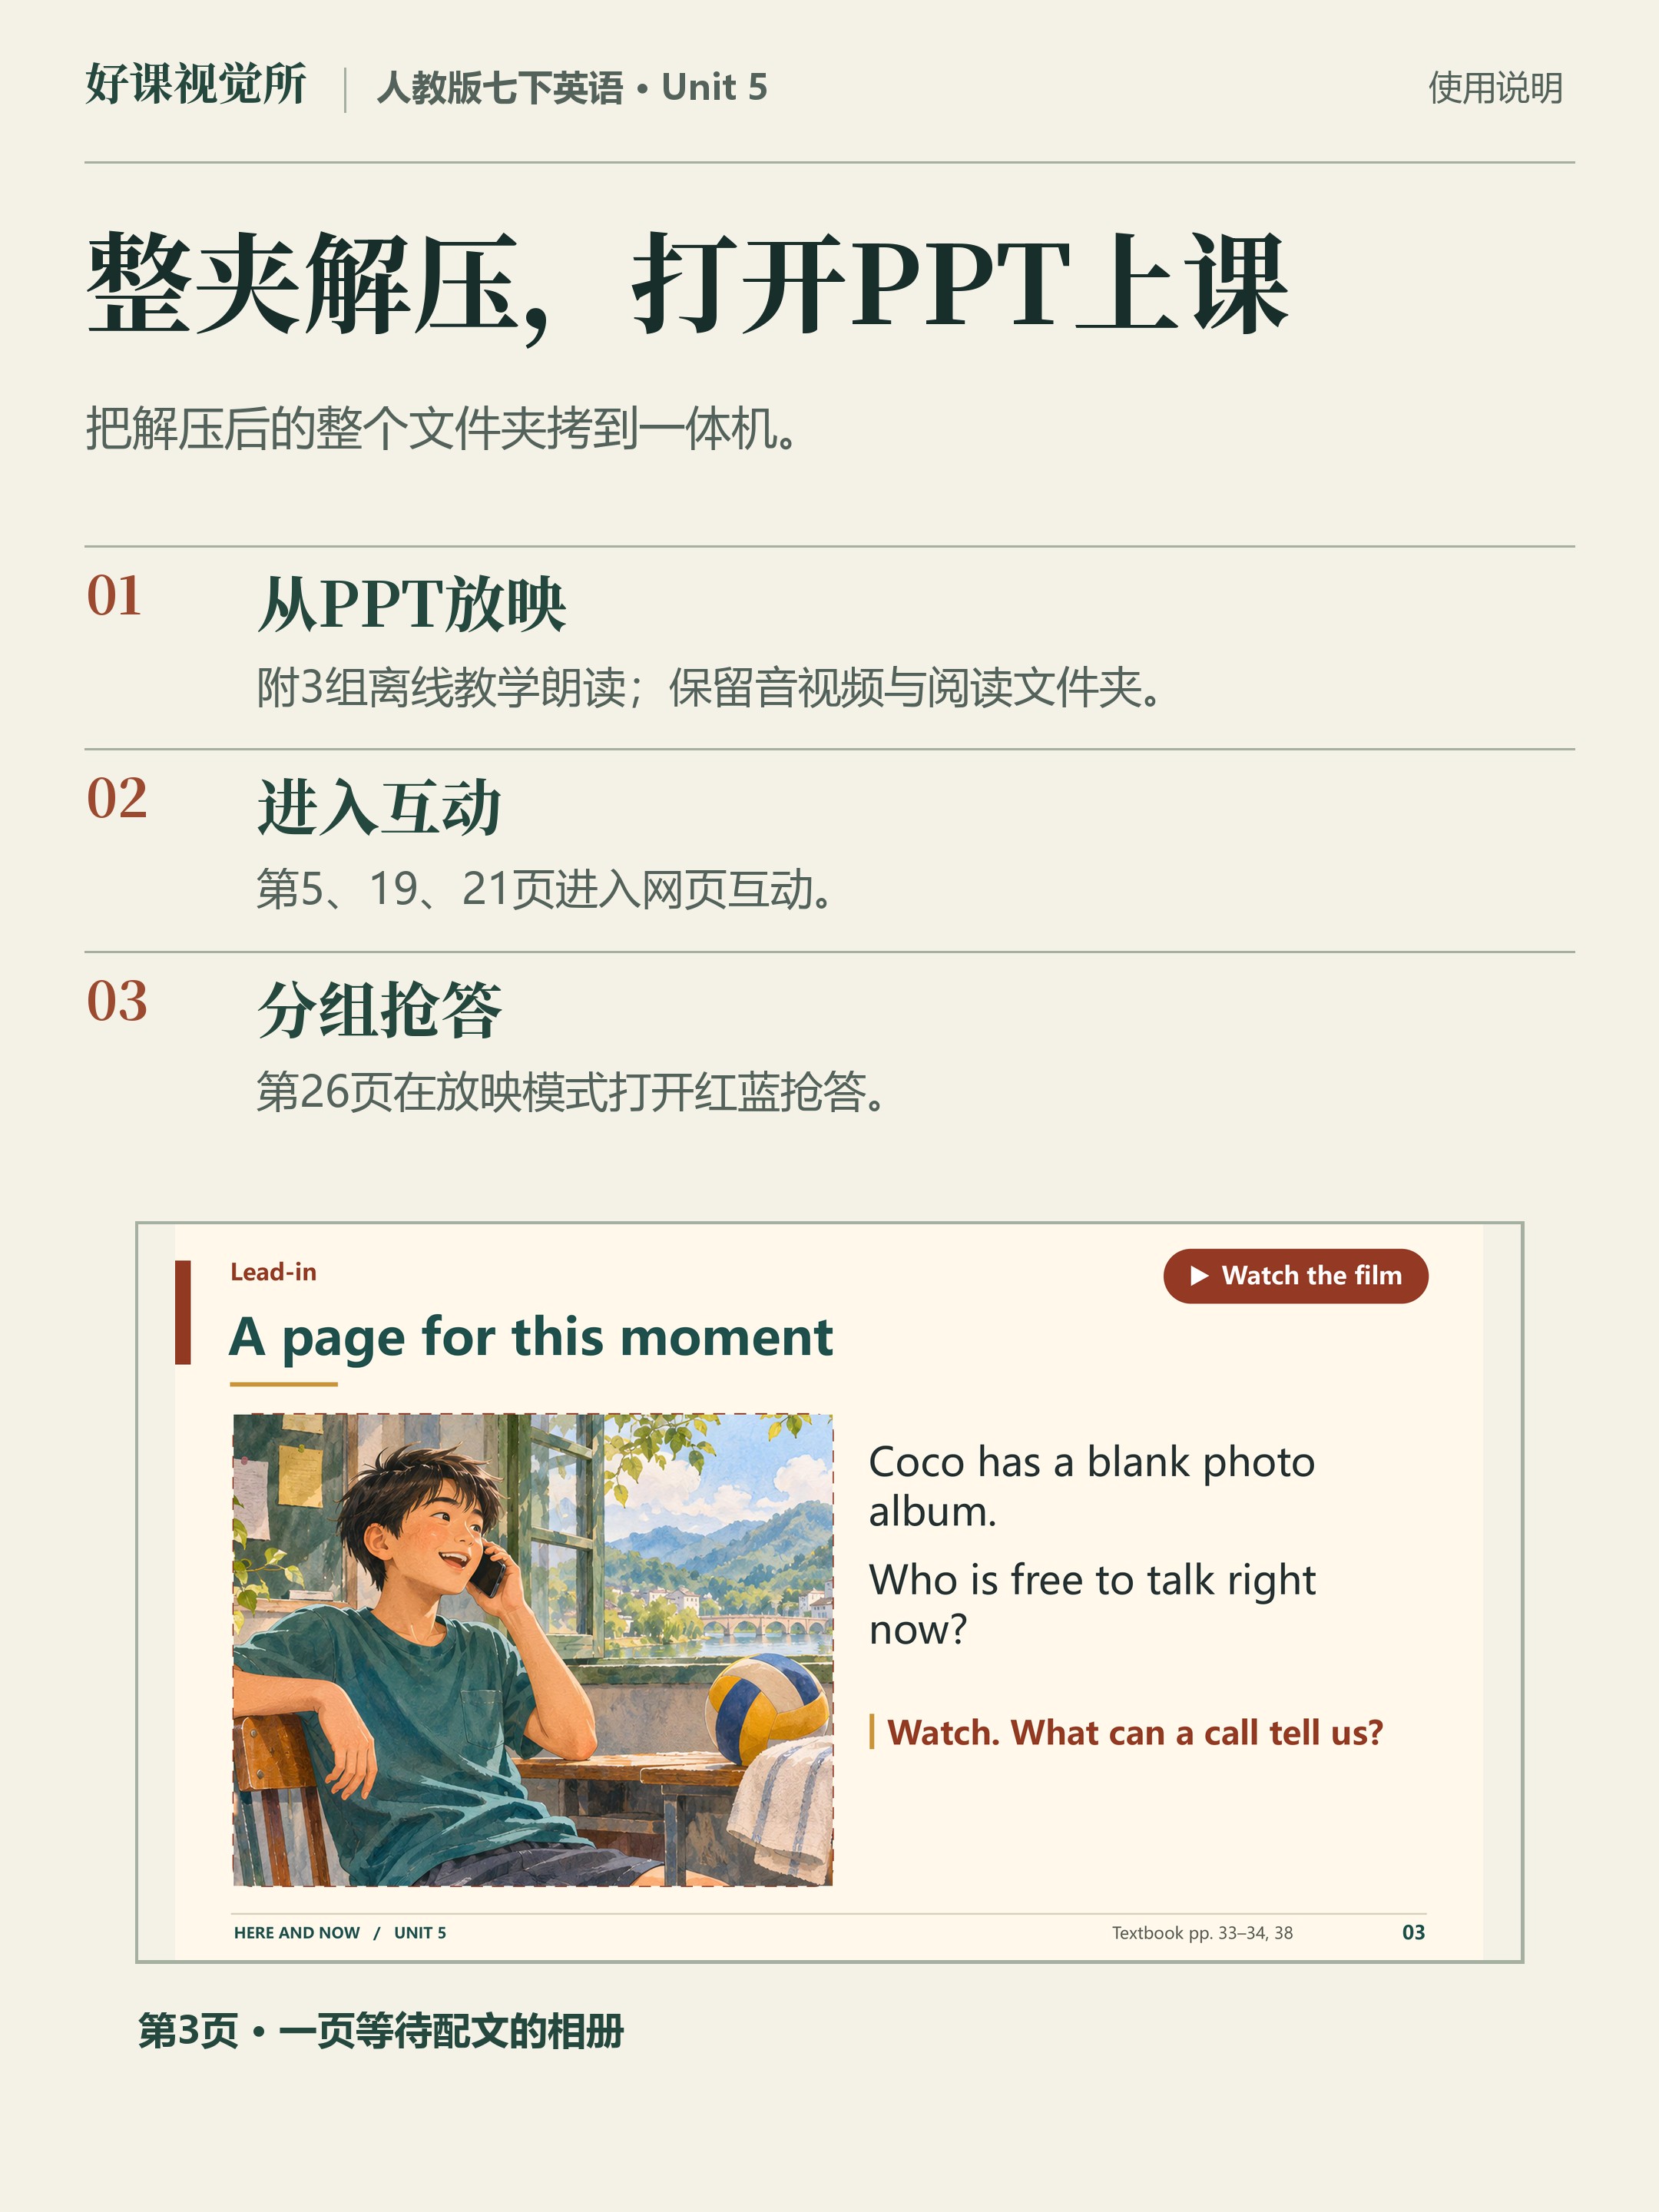 好课视觉所
人教版七下英语 • Unit 5
使用说明
整夹解压，打开PPT上课
把解压后的整个文件夹拷到一体机。
01
从PPT放映
附3组离线教学朗读；保留音视频与阅读文件夹。
02
进入互动
第5、19、21页进入网页互动。
03
分组抢答
第26页在放映模式打开红蓝抢答。
Lead-in
▶ Watch the film
A page for this moment
Coco has a blank photo
album.
Who is free to talk right
now?
Watch. What can a call tell us?
HERE AND NOW / UNIT 5
Textbook pp. 33–34, 38
03
第3页 • 一页等待配文的相册